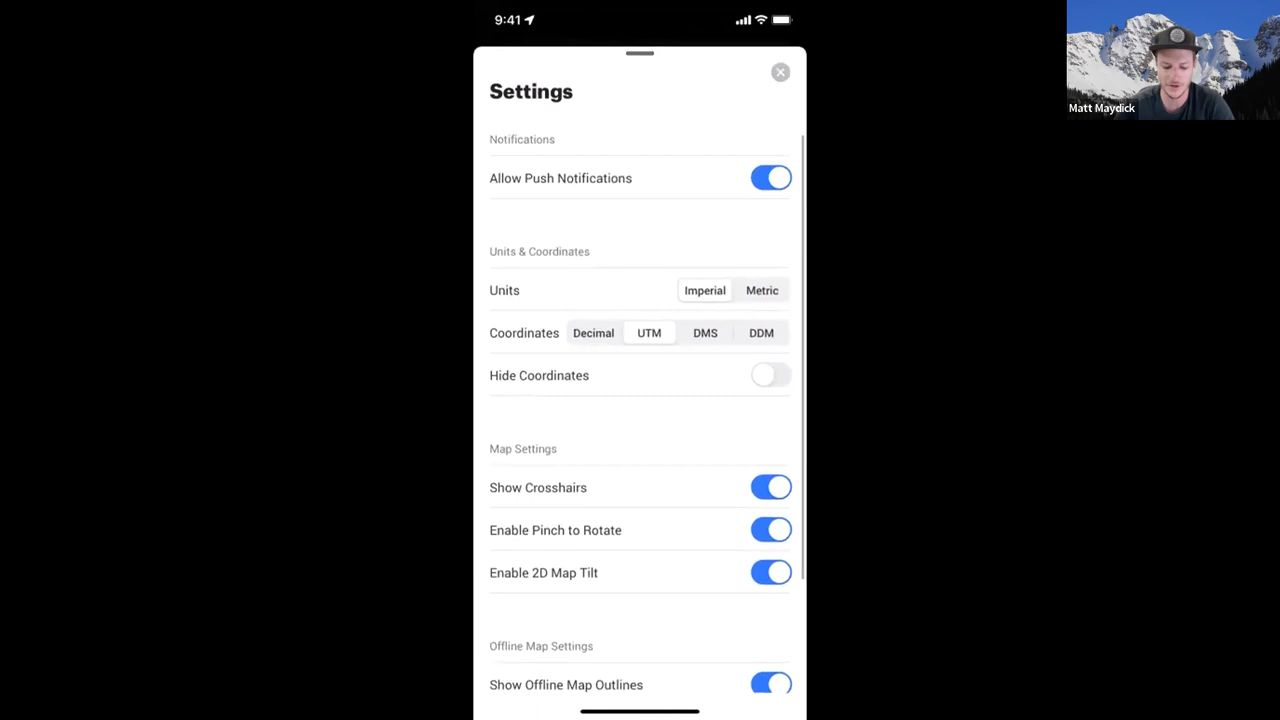 9:41
Settings
Notifications
Allow Push Notifications
Units & Coordinates
Units Imperial Metric
Coordinates Decimal UTM DMS DDM
Hide Coordinates
Map Settings
Show Crosshairs
Enable Pinch to Rotate
Enable 2D Map Tilt
Offline Map Settings
Show Offline Map Outlines
Matt Maydick